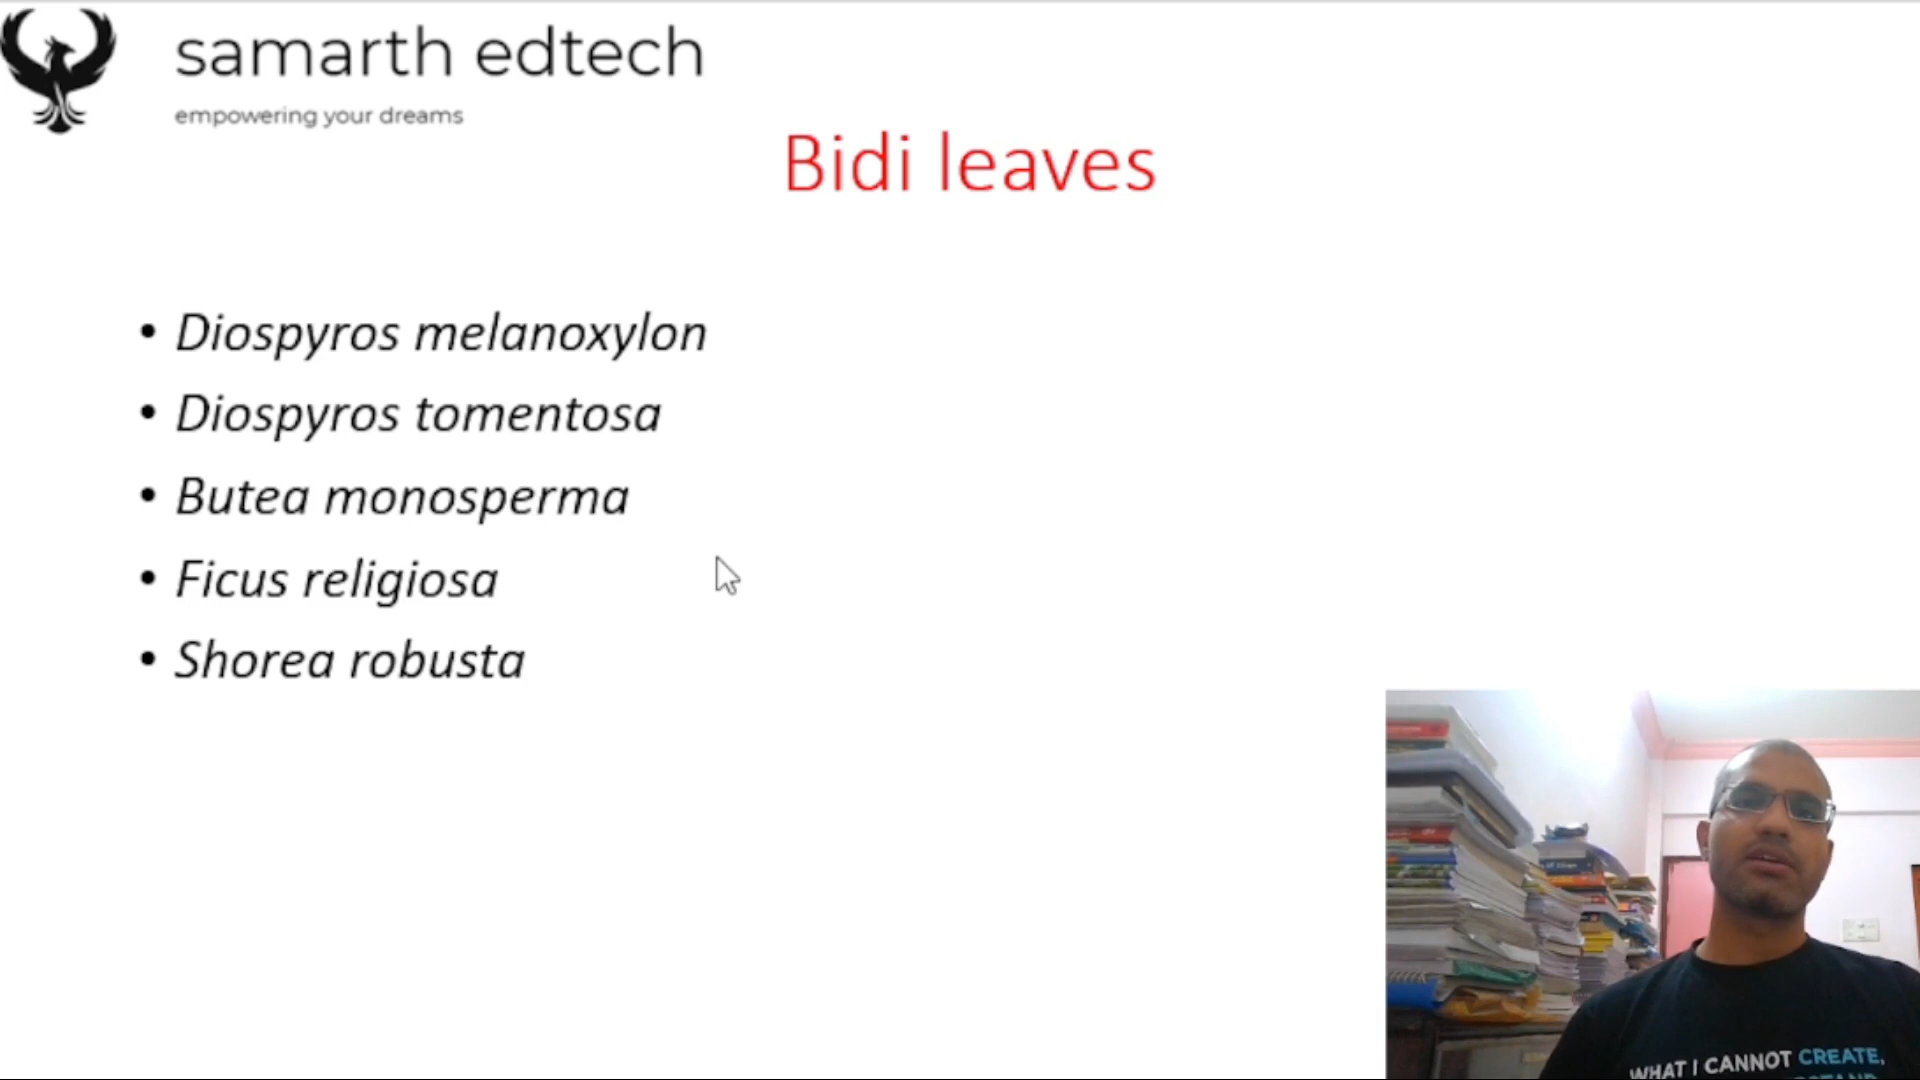 samarth edtech
empowering your dreams
Bidi leaves
• Diospyros melanoxylon
• Diospyros tomentosa
• Butea monosperma
• Ficus religiosa
• Shorea robusta
WHAT I CANNOT CREATE,